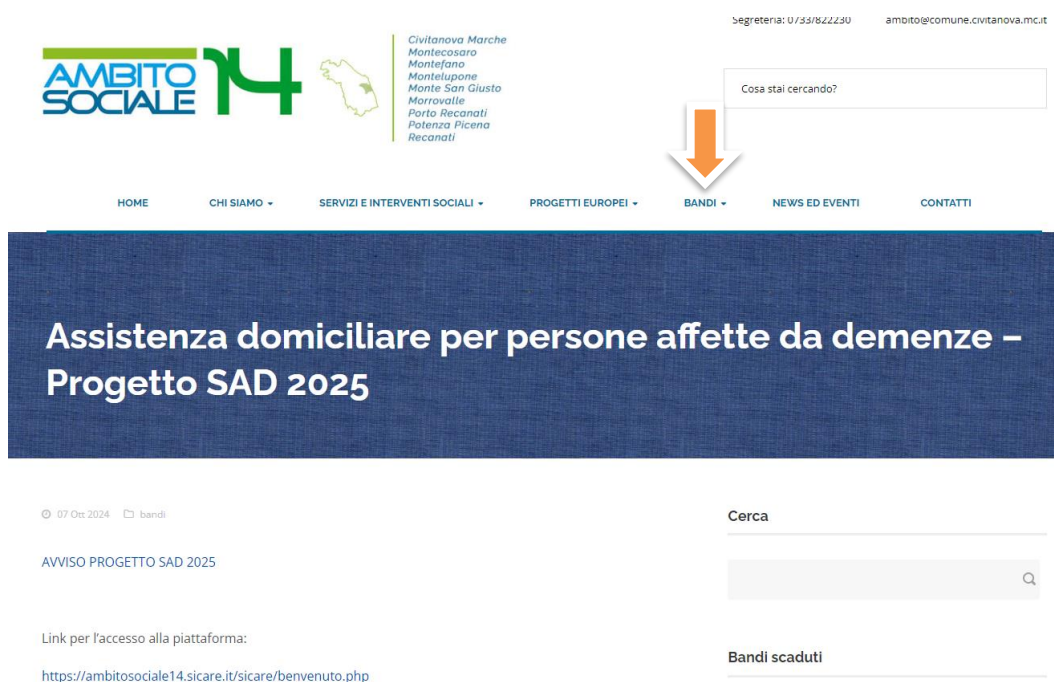 Segreteria: 0733/822230 ambito@comune.civitanova.mc.it
AMBITO
SOCIALE
14
Civitanova Marche
Montecosaro
Montefano
Montelupone
Monte San Giusto
Morrovalle
Porto Recanati
Potenza Picena
Recanati
Cosa stai cercando?
HOME CHI SIAMO SERVIZI E INTERVENTI SOCIALI PROGETTI EUROPEI BANDI NEWS ED EVENTI CONTATTI
Assistenza domiciliare per persone affette da demenze –
Progetto SAD 2025
07 Ott 2024 bandi
AVVISO PROGETTO SAD 2025
Link per l’accesso alla piattaforma:
https://ambitosociale14.sicare.it/sicare/benvenuto.php
Cerca
Bandi scaduti